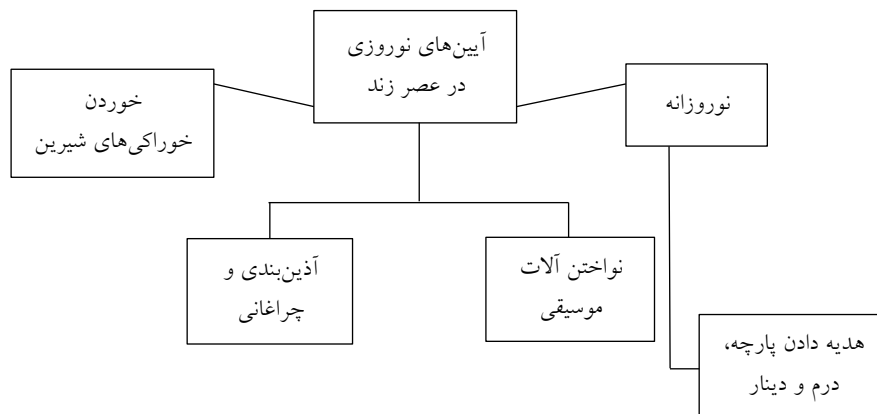 آیین‌های نوروزی
در عصر زند
نوروزانه
خوردن
خوراکی‌های شیرین
نواختن آلات
موسیقی
آذین‌بندی و
چراغانی
هدیه دادن پارچه،
درم و دینار